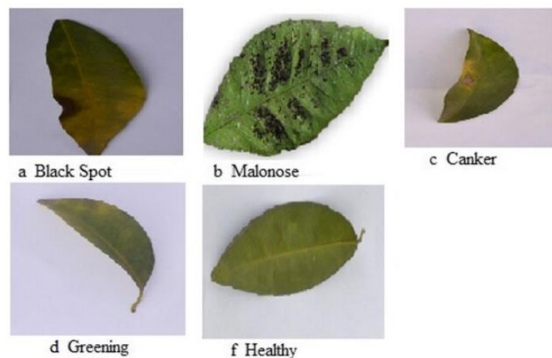 a Black Spot
b Malonose
c Canker
d Greening
f Healthy